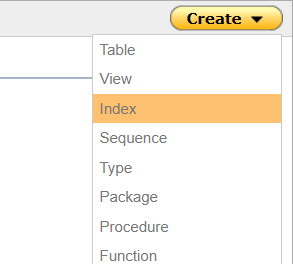 Create
Table
View
Index
Sequence
Type
Package
Procedure
Function